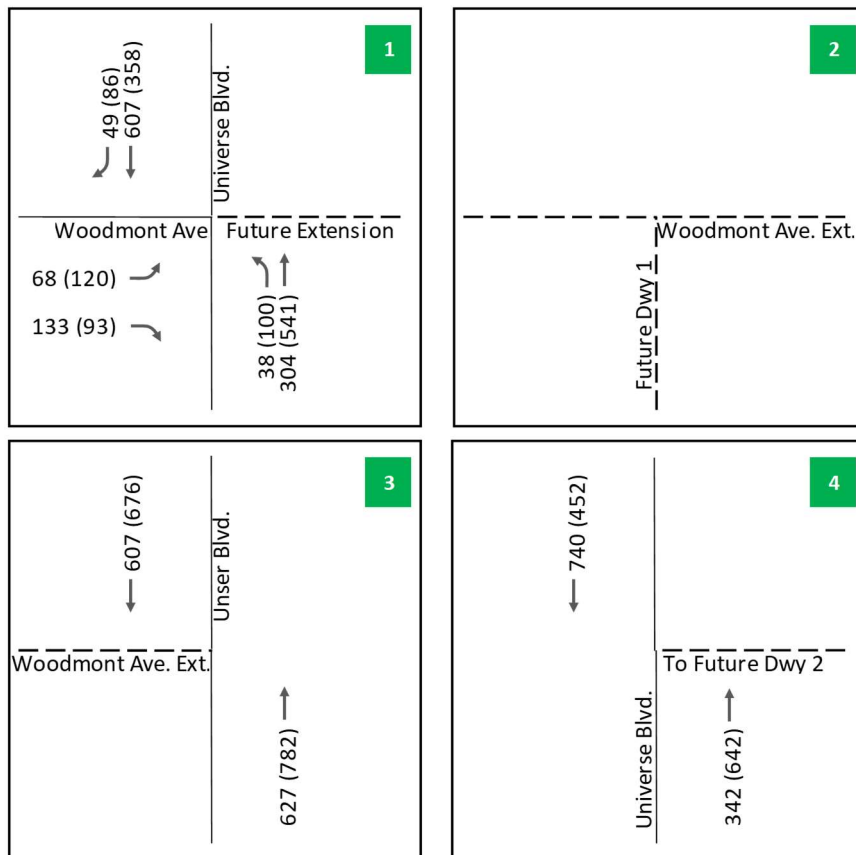 1
49 (86)
607 (358)
Universe Blvd.
Woodmont Ave
Future Extension
68 (120)
133 (93)
38 (100)
304 (541)
2
Woodmont Ave. Ext.
Future Dwy 1
3
607 (676)
Unser Blvd.
Woodmont Ave. Ext.
627 (782)
4
740 (452)
To Future Dwy 2
Universe Blvd.
342 (642)